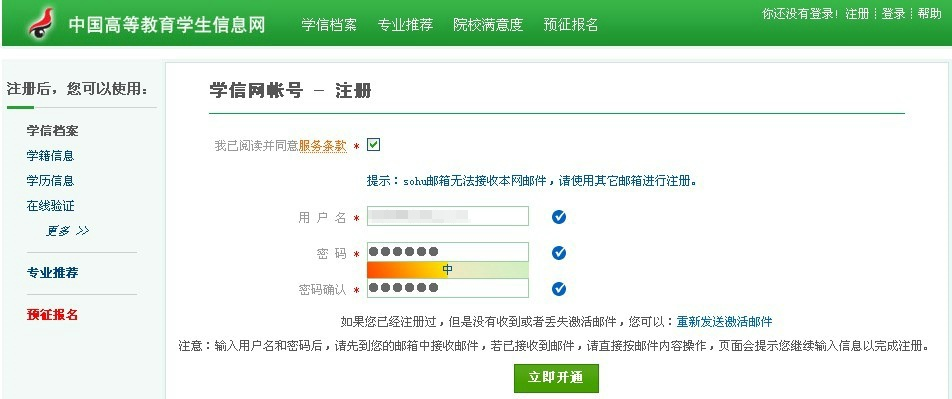 中国高等教育学生信息网
学信档案 专业推荐 院校满意度 预征报名
你还没有登录! 注册 ┊ 登录 ┊ 帮助
注册后，您可以使用：
学信档案
学籍信息
学历信息
在线验证
更多 >>
专业推荐
预征报名
学信网帐号 - 注册
我已阅读并同意服务条款 *
提示：sohu邮箱无法接收本网邮件，请使用其它邮箱进行注册。
用 户 名 *
密 码 *
中
密码确认 *
如果您已经注册过，但是没有收到或者丢失激活邮件，您可以：重新发送激活邮件
注意：输入用户名和密码后，请先到您的邮箱中接收邮件，若已接收到邮件，请直接按邮件内容操作，页面会提示您继续输入信息以完成注册。
立即开通